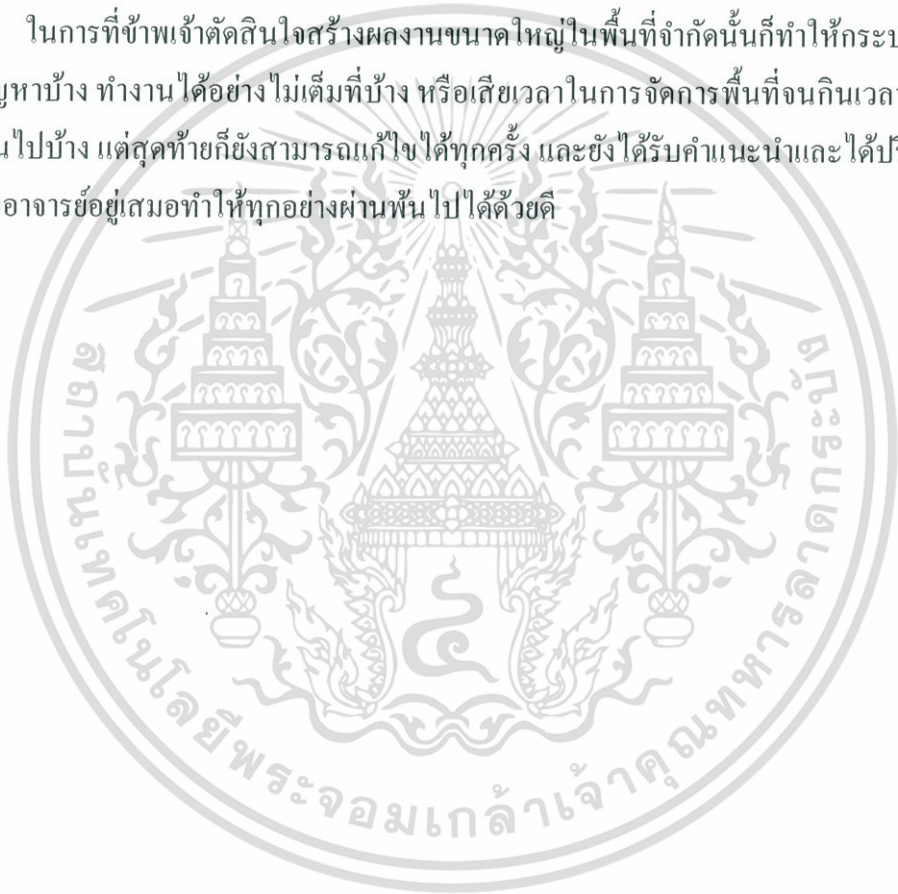 ในการที่ข้าพเจ้าตัดสินใจสร้างผลงานขนาดใหญ่ในพื้นที่จำกัดนั้นก็ทำให้กระบ
ญหาบ้าง ทำงานได้อย่างไม่เต็มที่บ้าง หรือเสียเวลาในการจัดการพื้นที่จนกินเวลา
นไปบ้าง แต่สุดท้ายก็ยังสามารถแก้ไขได้ทุกครั้ง และยังได้รับคำแนะนำและได้ปรึ
อาจารย์อยู่เสมอทำให้ทุกอย่างผ่านพ้นไปได้ด้วยดี
สถาบันเทคโนโลยีพระจอมเกล้าเจ้าคุณทหารลาดกระบัง
๔